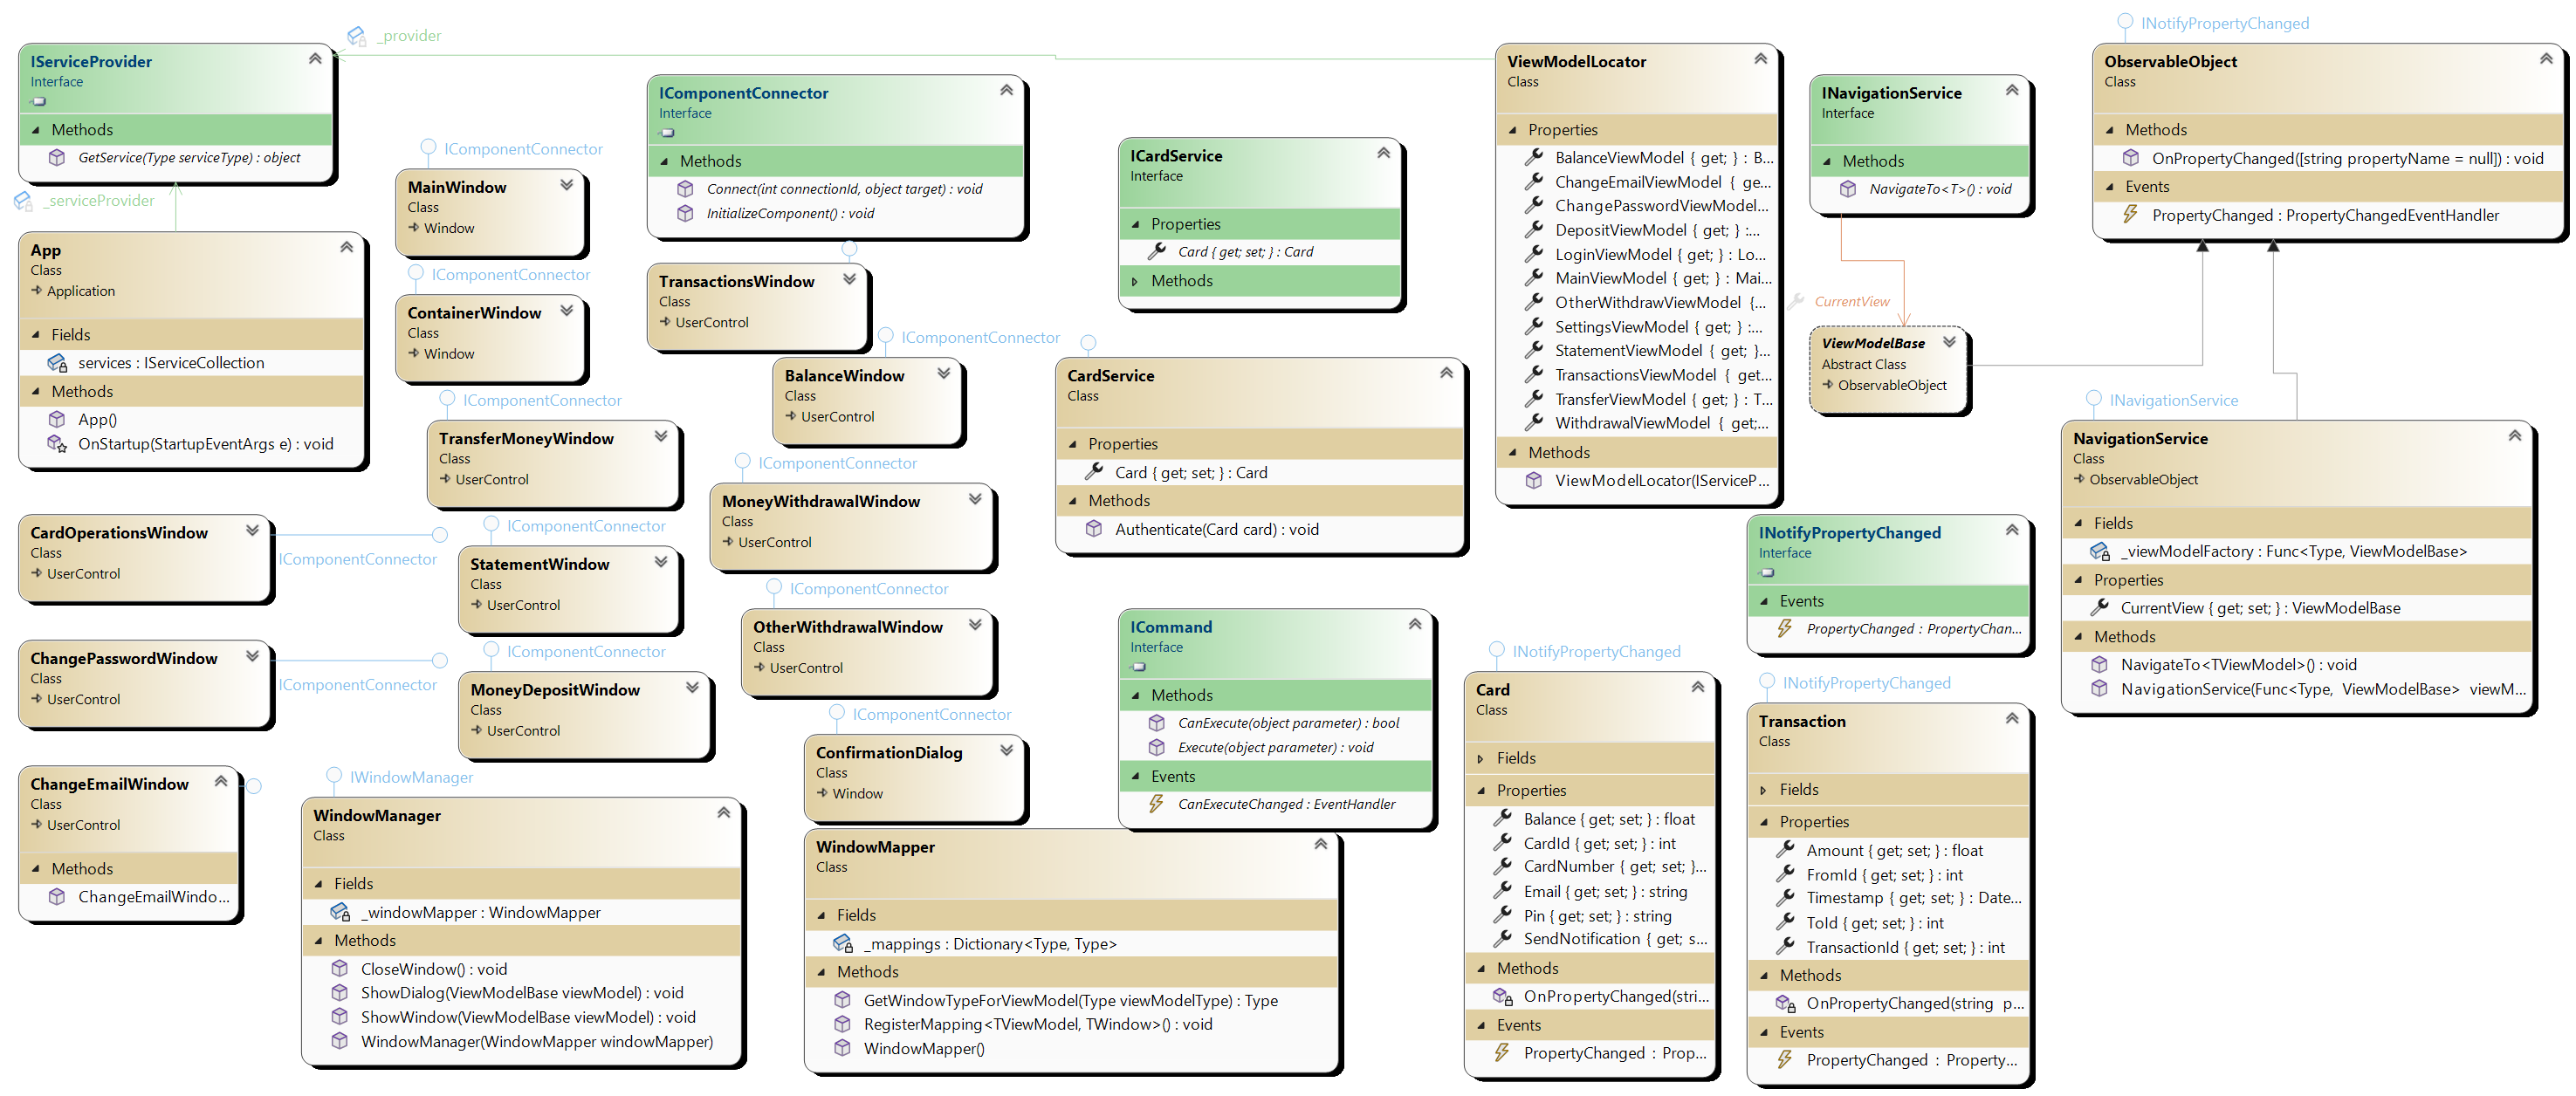 _provider
IServiceProvider
Interface
Methods
GetService(Type serviceType) : object
_serviceProvider
App
Class
Application
Fields
services : IServiceCollection
Methods
App()
OnStartup(StartupEventArgs e) : void
IComponentConnector
MainWindow
Class
Window
IComponentConnector
ContainerWindow
Class
Window
IComponentConnector
TransferMoneyWindow
Class
UserControl
CardOperationsWindow
Class
UserControl
IComponentConnector
IComponentConnector
StatementWindow
Class
UserControl
ChangePasswordWindow
Class
UserControl
IComponentConnector
IComponentConnector
MoneyDepositWindow
Class
UserControl
ChangeEmailWindow
Class
UserControl
Methods
ChangeEmailWindo...
IWindowManager
WindowManager
Class
Fields
_windowMapper : WindowMapper
Methods
CloseWindow() : void
ShowDialog(ViewModelBase viewModel) : void
ShowWindow(ViewModelBase viewModel) : void
WindowManager(WindowMapper windowMapper)
IComponentConnector
Interface
Methods
Connect(int connectionId, object target) : void
InitializeComponent() : void
TransactionsWindow
Class
UserControl
IComponentConnector
BalanceWindow
Class
UserControl
IComponentConnector
MoneyWithdrawalWindow
Class
UserControl
IComponentConnector
OtherWithdrawalWindow
Class
UserControl
IComponentConnector
ConfirmationDialog
Class
Window
WindowMapper
Class
Fields
_mappings : Dictionary<Type, Type>
Methods
GetWindowTypeForViewModel(Type viewModelType) : Type
RegisterMapping<TViewModel, TWindow>() : void
WindowMapper()
ICardService
Interface
Properties
Card { get; set; } : Card
Methods
CardService
Class
Properties
Card { get; set; } : Card
Methods
Authenticate(Card card) : void
ICommand
Interface
Methods
CanExecute(object parameter) : bool
Execute(object parameter) : void
Events
CanExecuteChanged : EventHandler
ViewModelLocator
Class
Properties
BalanceViewModel { get; } : B...
ChangeEmailViewModel { ge...
ChangePasswordViewModel...
DepositViewModel { get; } :...
LoginViewModel { get; } : Lo...
MainViewModel { get; } : Mai...
OtherWithdrawViewModel {...
SettingsViewModel { get; } :...
StatementViewModel { get; }...
TransactionsViewModel { get...
TransferViewModel { get; } : T...
WithdrawalViewModel { get;...
Methods
ViewModelLocator(IServiceP...
INavigationService
Interface
Methods
NavigateTo<T>() : void
CurrentView
ViewModelBase
Abstract Class
ObservableObject
INotifyPropertyChanged
Interface
Events
PropertyChanged : PropertyChan...
INotifyPropertyChanged
Card
Class
Fields
Properties
Balance { get; set; } : float
CardId { get; set; } : int
CardNumber { get; set; }...
Email { get; set; } : string
Pin { get; set; } : string
SendNotification { get; s...
Methods
OnPropertyChanged(stri...
Events
PropertyChanged : Prop...
INotifyPropertyChanged
Transaction
Class
Fields
Properties
Amount { get; set; } : float
FromId { get; set; } : int
Timestamp { get; set; } : Date...
ToId { get; set; } : int
TransactionId { get; set; } : int
Methods
OnPropertyChanged(string p...
Events
PropertyChanged : Property...
INotifyPropertyChanged
ObservableObject
Class
Methods
OnPropertyChanged([string propertyName = null]) : void
Events
PropertyChanged : PropertyChangedEventHandler
INavigationService
NavigationService
Class
ObservableObject
Fields
_viewModelFactory : Func<Type, ViewModelBase>
Properties
CurrentView { get; set; } : ViewModelBase
Methods
NavigateTo<TViewModel>() : void
NavigationService(Func<Type, ViewModelBase> viewM...